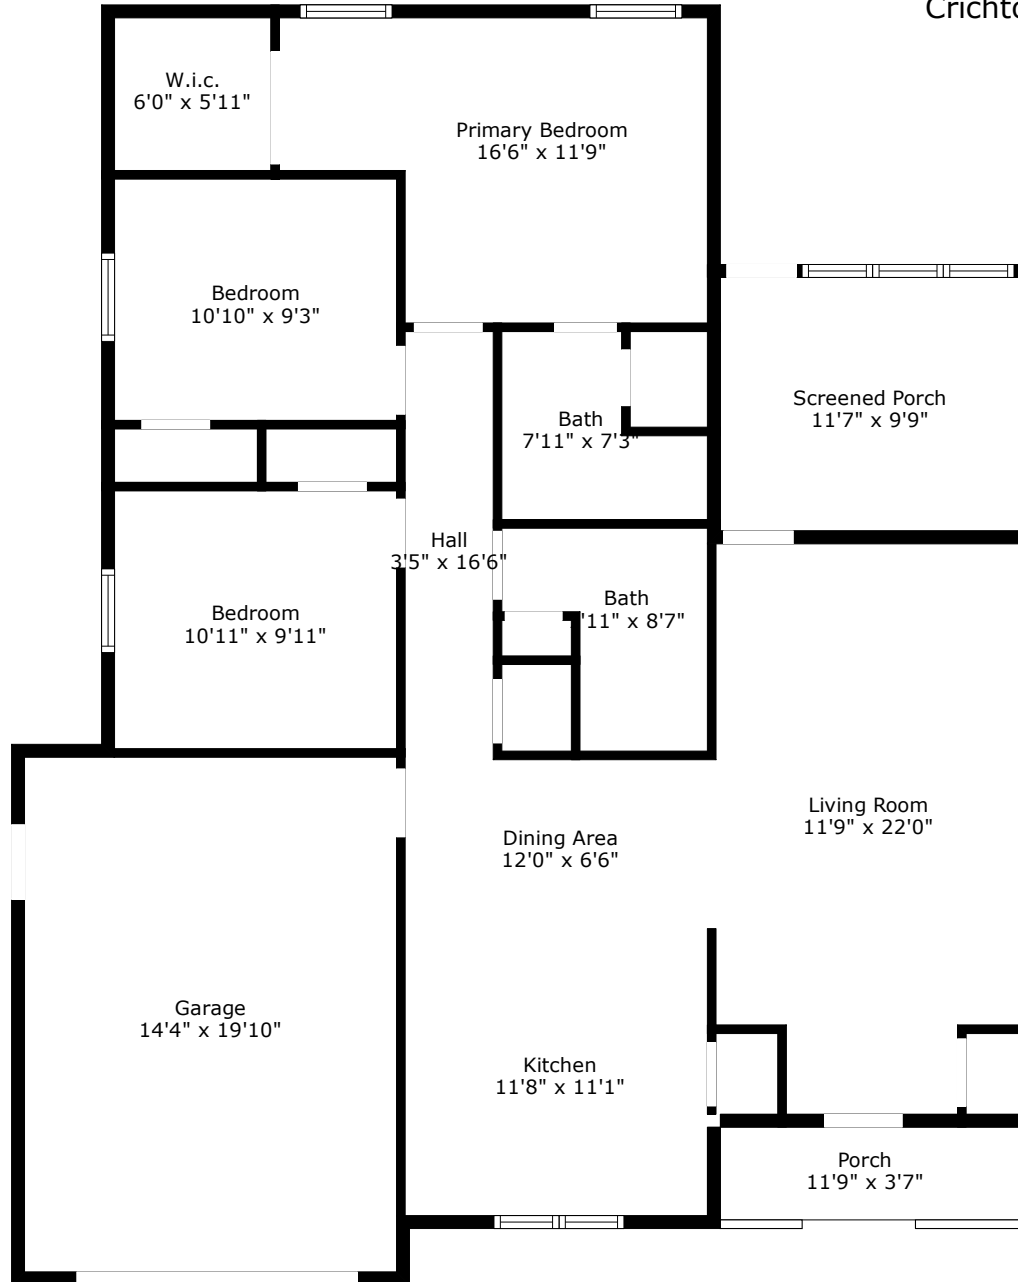 Crichto
W.i.c.
6'0" x 5'11"
Primary Bedroom
16'6" x 11'9"
Bedroom
10'10" x 9'3"
Screened Porch
11'7" x 9'9"
Bath
7'11" x 7'3"
Hall
3'5" x 16'6"
Bath
'11" x 8'7"
Bedroom
10'11" x 9'11"
Living Room
11'9" x 22'0"
Dining Area
12'0" x 6'6"
Garage
14'4" x 19'10"
Kitchen
11'8" x 11'1"
Porch
11'9" x 3'7"